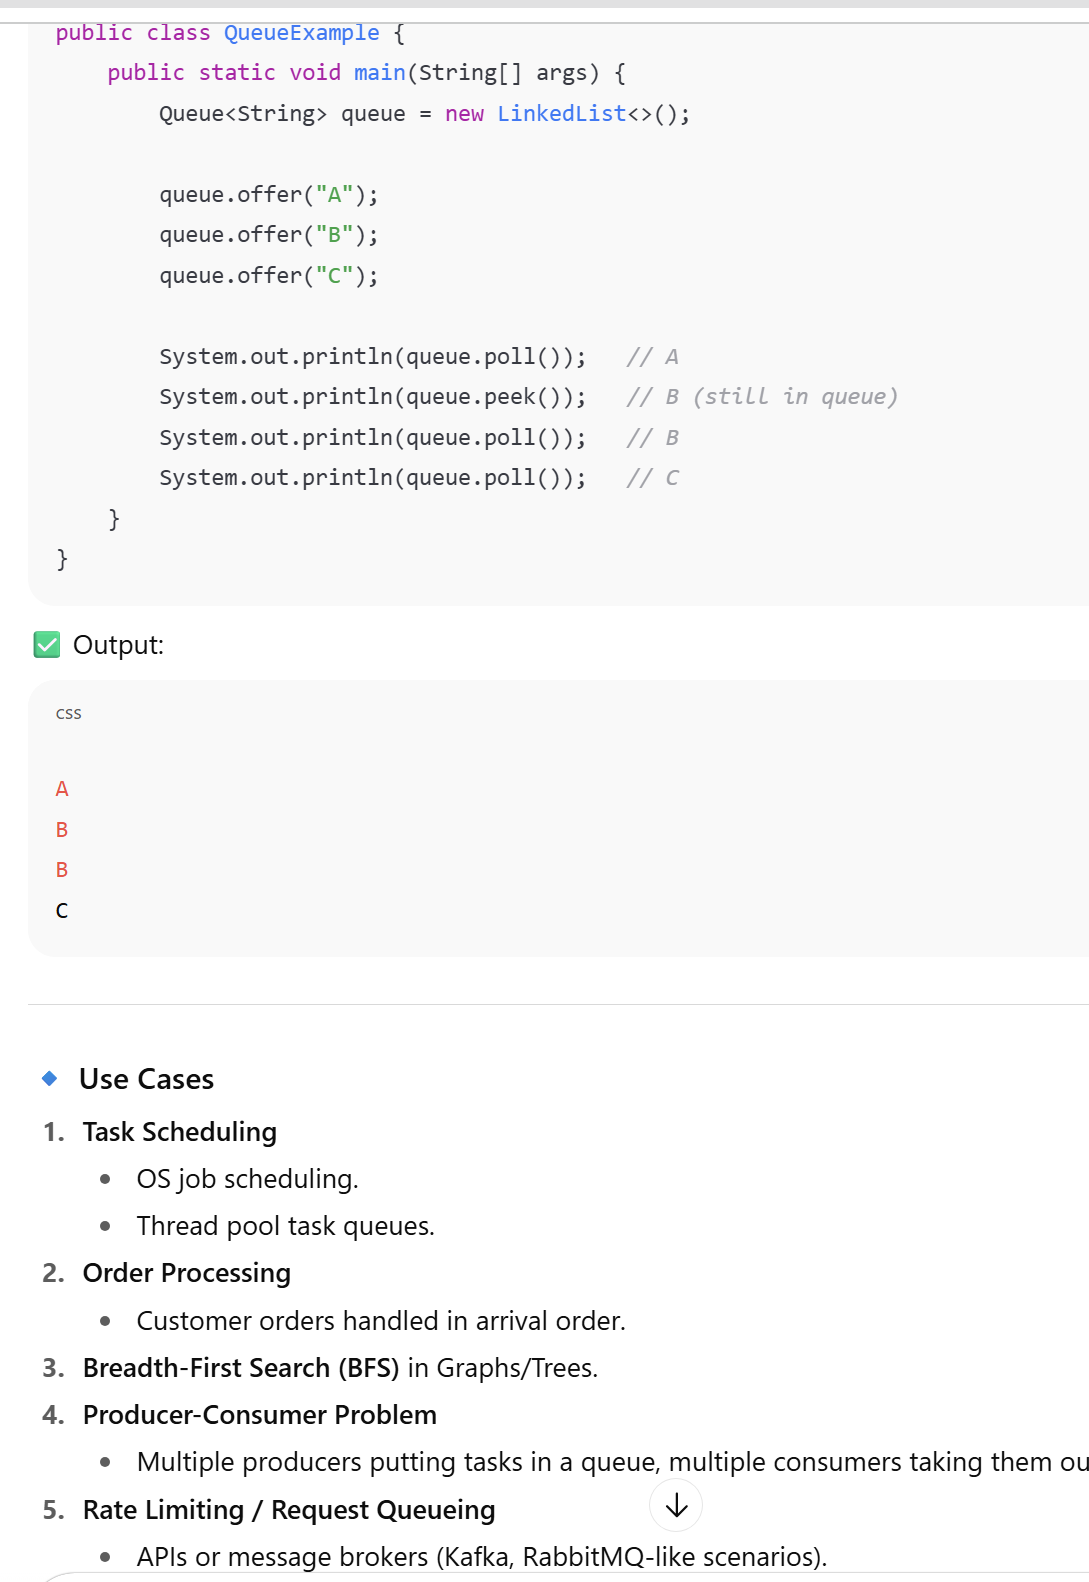 public class QueueExample {
    public static void main(String[] args) {
        Queue<String> queue = new LinkedList<>();

        queue.offer("A");
        queue.offer("B");
        queue.offer("C");

        System.out.println(queue.poll());   // A
        System.out.println(queue.peek());   // B (still in queue)
        System.out.println(queue.poll());   // B
        System.out.println(queue.poll());   // C
    }
}
✅ Output:
css
A
B
B
C
🔹 Use Cases
1. Task Scheduling
• OS job scheduling.
• Thread pool task queues.
2. Order Processing
• Customer orders handled in arrival order.
3. Breadth-First Search (BFS) in Graphs/Trees.
4. Producer-Consumer Problem
• Multiple producers putting tasks in a queue, multiple consumers taking them ou
5. Rate Limiting / Request Queueing
• APIs or message brokers (Kafka, RabbitMQ-like scenarios).